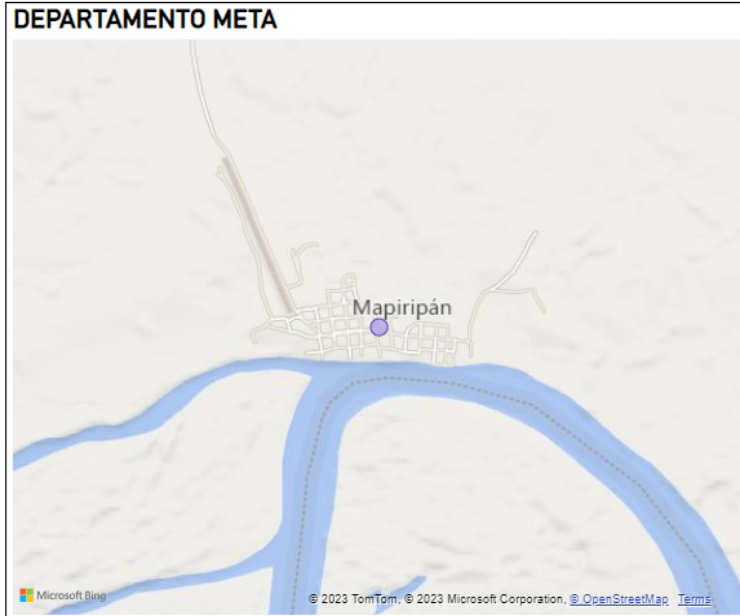 DEPARTAMENTO META
Mapiripán
Microsoft Bing
© 2023 TomTom, © 2023 Microsoft Corporation, © OpenStreetMap Terms